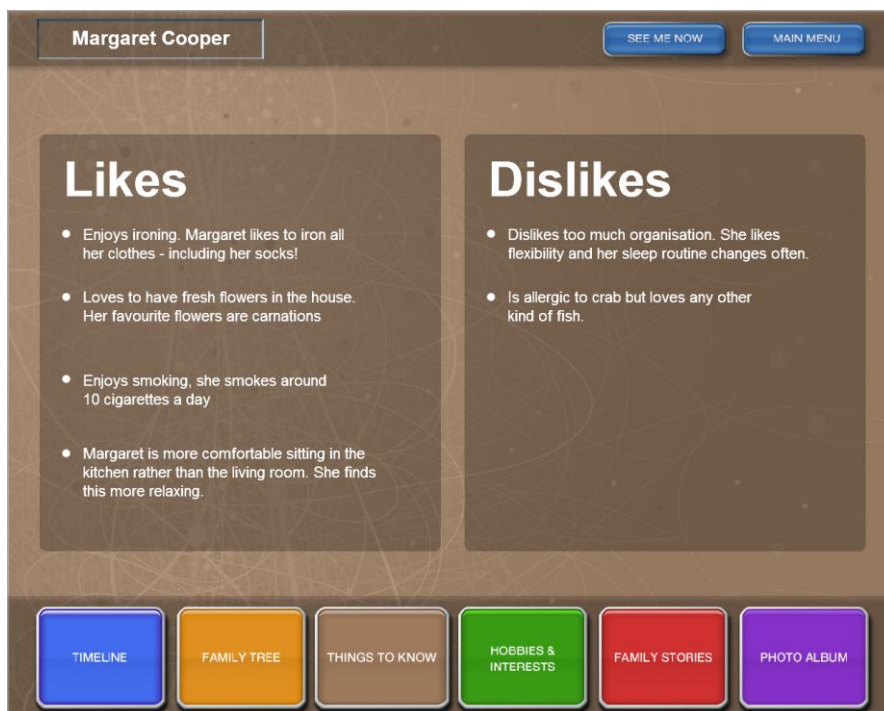 Margaret Cooper
SEE ME NOW
MAIN MENU
Likes
Enjoys ironing. Margaret likes to iron all
her clothes - including her socks!
Loves to have fresh flowers in the house.
Her favourite flowers are carnations
Enjoys smoking, she smokes around
10 cigarettes a day
Margaret is more comfortable sitting in the
kitchen rather than the living room. She finds
this more relaxing.
Dislikes
Dislikes too much organisation. She likes
flexibility and her sleep routine changes often.
Is allergic to crab but loves any other
kind of fish.
TIMELINE
FAMILY TREE
THINGS TO KNOW
HOBBIES &
INTERESTS
FAMILY STORIES
PHOTO ALBUM